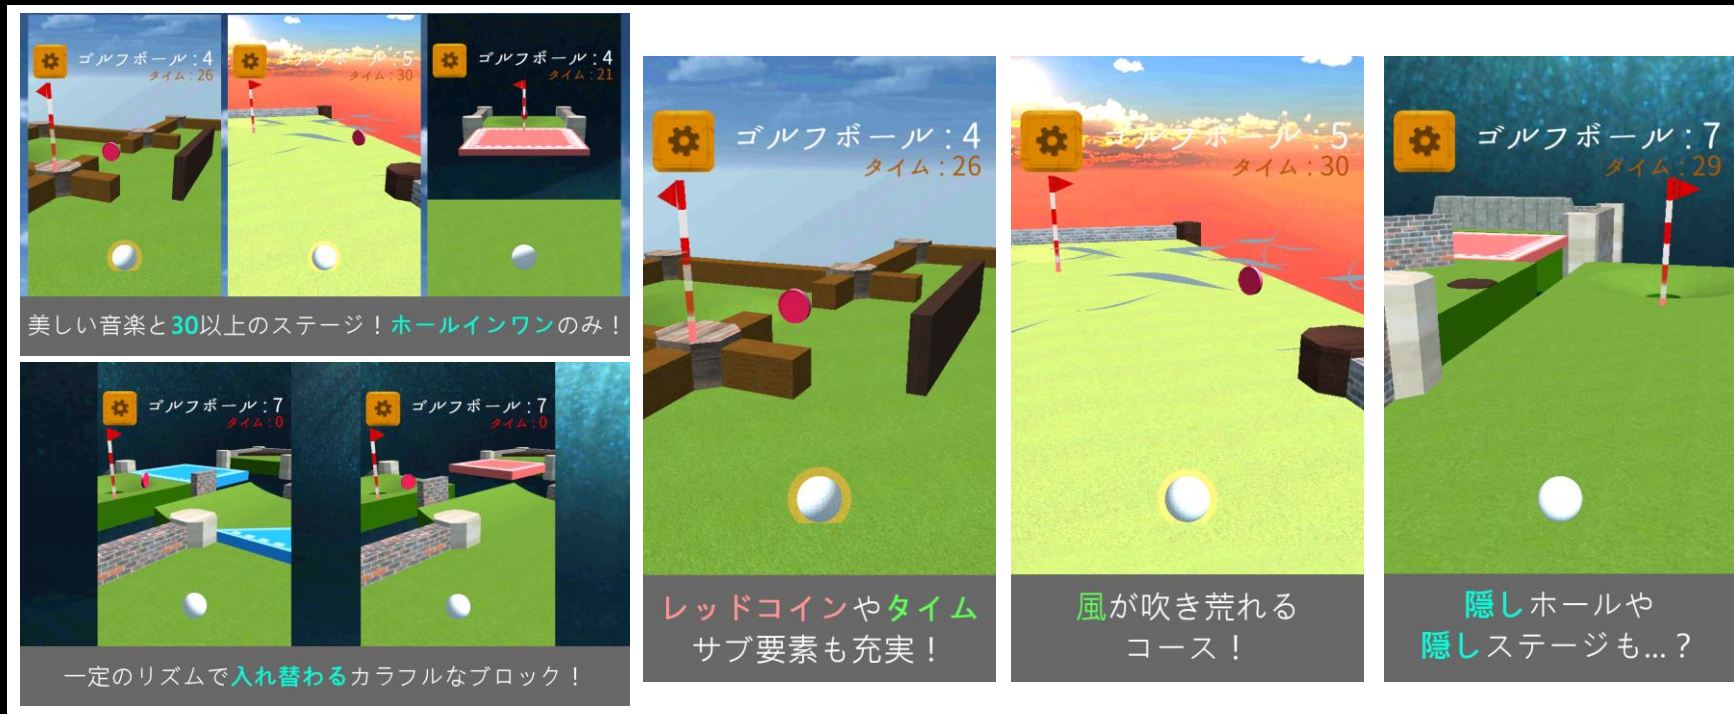 ゴルフボール:4
タイム:26
ゴルフボール:5
タイム:30
ゴルフボール:4
タイム:21
美しい音楽と30以上のステージ!ホールインワンのみ!
ゴルフボール:7
タイム:0
ゴルフボール:7
タイム:0
一定のリズムで入れ替わるカラフルなブロック!
ゴルフボール:4
タイム:26
レッドコインやタイム
サブ要素も充実!
ゴルフボール:5
タイム:30
風が吹き荒れる
コース!
ゴルフボール:7
タイム:29
隠しホールや
隠しステージも...?